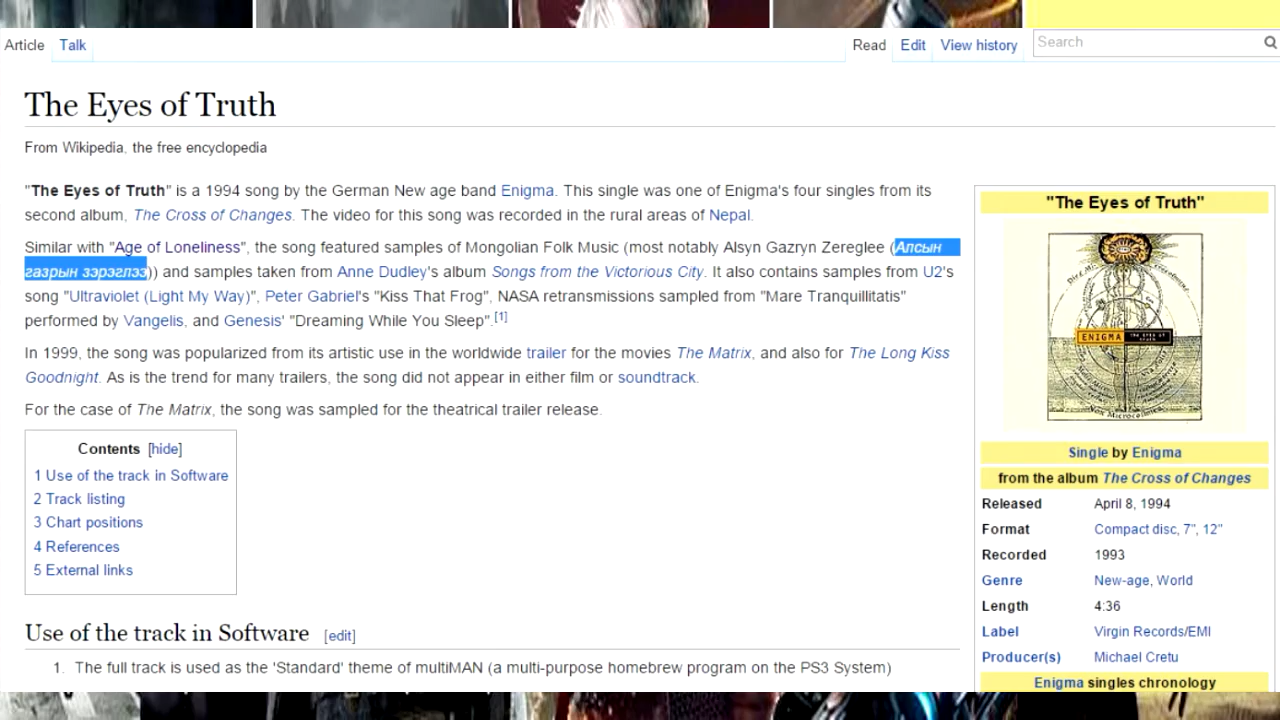 Article Talk Read Edit View history Search
The Eyes of Truth
From Wikipedia, the free encyclopedia
"The Eyes of Truth" is a 1994 song by the German New age band Enigma. This single was one of Enigma's four singles from its
second album, The Cross of Changes. The video for this song was recorded in the rural areas of Nepal.
Similar with "Age of Loneliness", the song featured samples of Mongolian Folk Music (most notably Alsyn Gazryn Zereglee (Алсын
газрын зэрэглээ)) and samples taken from Anne Dudley's album Songs from the Victorious City. It also contains samples from U2's
song "Ultraviolet (Light My Way)", Peter Gabriel's "Kiss That Frog", NASA retransmissions sampled from "Mare Tranquillitatis"
performed by Vangelis, and Genesis' "Dreaming While You Sleep".[1]
In 1999, the song was popularized from its artistic use in the worldwide trailer for the movies The Matrix, and also for The Long Kiss
Goodnight. As is the trend for many trailers, the song did not appear in either film or soundtrack.
For the case of The Matrix, the song was sampled for the theatrical trailer release.
Contents [hide]
1 Use of the track in Software
2 Track listing
3 Chart positions
4 References
5 External links
Use of the track in Software [edit]
1. The full track is used as the 'Standard' theme of multiMAN (a multi-purpose homebrew program on the PS3 System)
"The Eyes of Truth"
ENIGMA THE EYES OF TRUTH
Single by Enigma
from the album The Cross of Changes
Released April 8, 1994
Format Compact disc, 7", 12"
Recorded 1993
Genre New-age, World
Length 4:36
Label Virgin Records/EMI
Producer(s) Michael Cretu
Enigma singles chronology